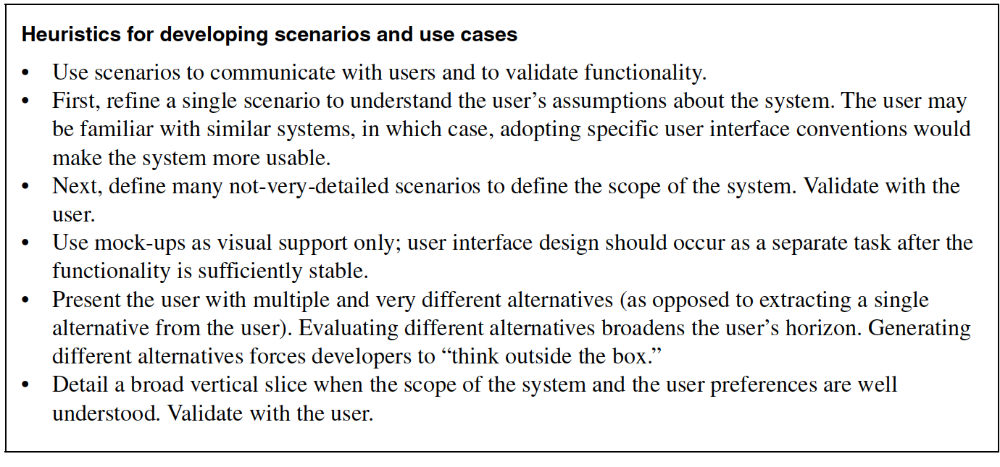 Heuristics for developing scenarios and use cases
• Use scenarios to communicate with users and to validate functionality.
• First, refine a single scenario to understand the user’s assumptions about the system. The user may
be familiar with similar systems, in which case, adopting specific user interface conventions would
make the system more usable.
• Next, define many not-very-detailed scenarios to define the scope of the system. Validate with the
user.
• Use mock-ups as visual support only; user interface design should occur as a separate task after the
functionality is sufficiently stable.
• Present the user with multiple and very different alternatives (as opposed to extracting a single
alternative from the user). Evaluating different alternatives broadens the user’s horizon. Generating
different alternatives forces developers to “think outside the box.”
• Detail a broad vertical slice when the scope of the system and the user preferences are well
understood. Validate with the user.